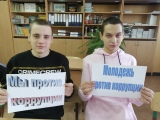 Мы против
коррупции
Молодежь
против коррупции